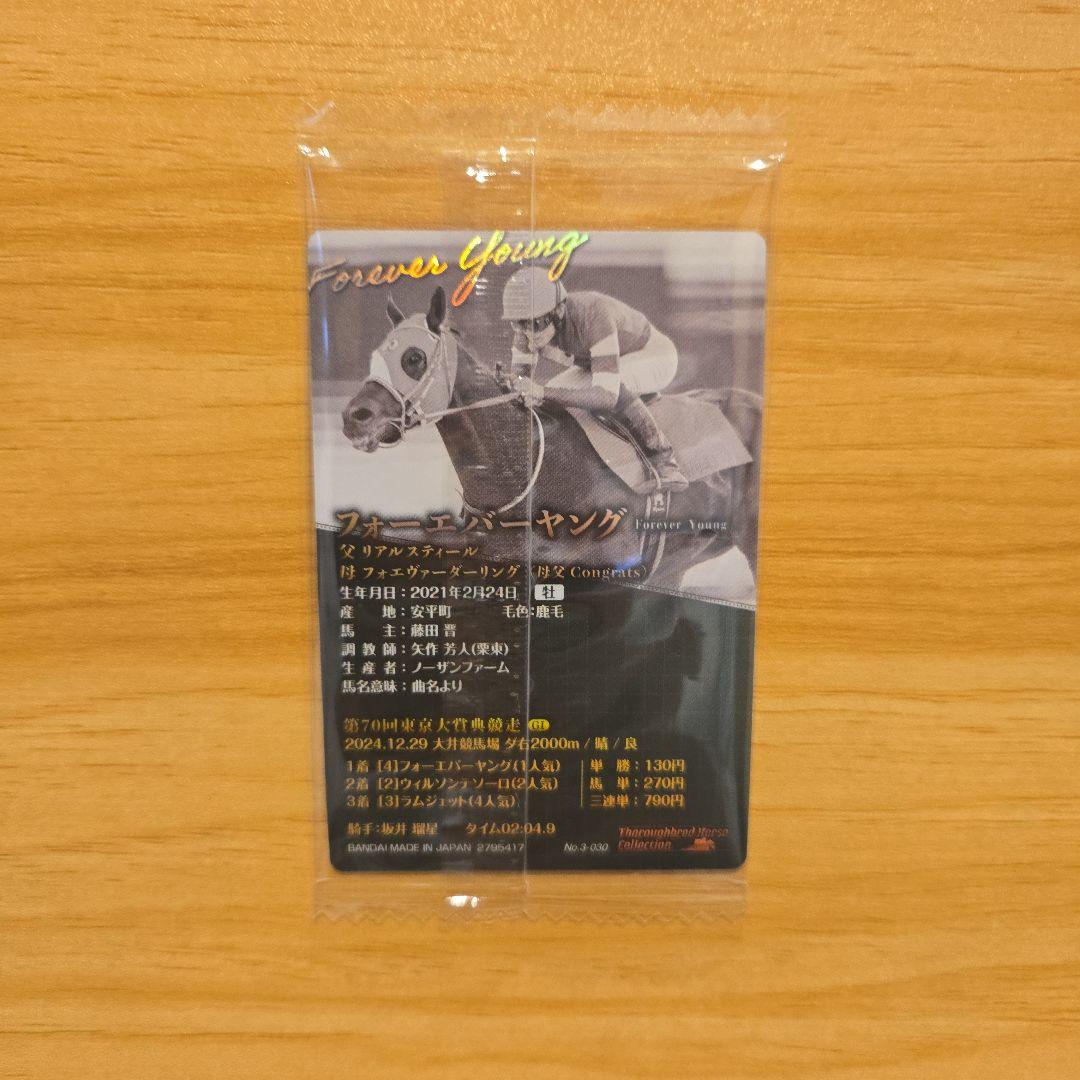 Forever Young
フォーエバーヤング Forever Young
父 リアルスティール
母 フォエヴァーダーリング (母父 Congrats)
生年月日:2021年2月24日 牡
産地:安平町 毛色:鹿毛
馬主:藤田 晋
調教師:矢作 芳人(栗東)
生産者:ノーザンファーム
馬名意味:曲名より
第70回東京大賞典競走 G1
2024.12.29 大井競馬場 ダ右2000m / 晴 / 良
1着 [4]フォーエバーヤング(1人気) 単勝:130円
2着 [2]ウィルソンテソーロ(2人気) 馬単:270円
3着 [3]ラムジェット(4人気) 三連単:790円
騎手:坂井 瑠星 タイム02:04.9
BANDAI MADE IN JAPAN 2795417 No.3-030
Thoroughbred Horse
Collection